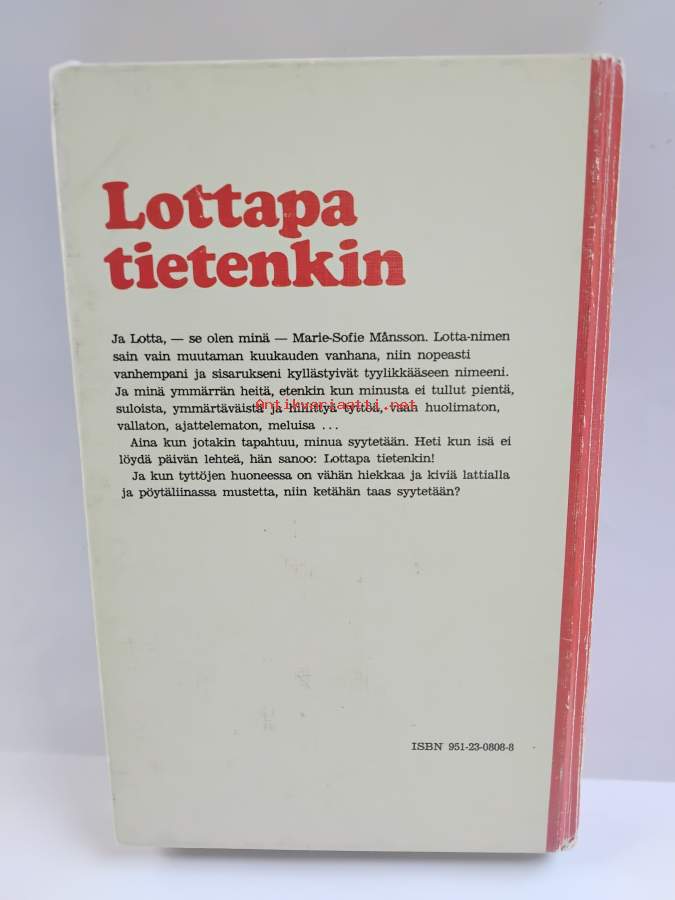 Lottapa
tietenkin
Ja Lotta, — se olen minä — Marie-Sofie Månsson. Lotta-nimen
sain vain muutaman kuukauden vanhana, niin nopeasti
vanhempani ja sisarukseni kyllästyivät tyylikkääseen nimeeni.
Ja minä ymmärrän heitä, etenkin kun minusta ei tullut pientä,
suloista, ymmärtäväistä ja hillittyä tyttöä, vaan huolimaton,
Antikvariaatti.net
vallaton, ajattelematon, meluisa ...
Aina kun jotakin tapahtuu, minua syytetään. Heti kun isä ei
löydä päivän lehteä, hän sanoo: Lottapa tietenkin!
Ja kun tyttöjen huoneessa on vähän hiekkaa ja kiviä lattialla
ja pöytäliinassa mustetta, niin ketähän taas syytetään?
ISBN 951-23-0808-8